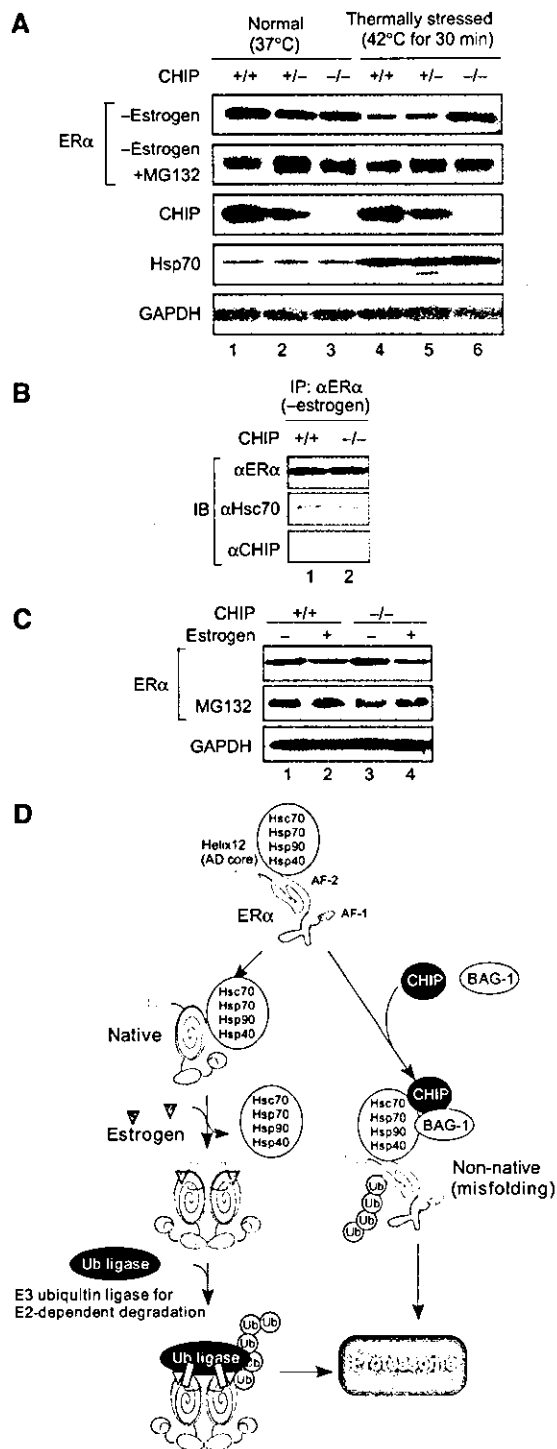 A
Normal
(37°C)
Thermally stressed
(42°C for 30 min)
CHIP +/+ +/− −/− +/+ +/− −/−
ERα
−Estrogen
−Estrogen
+MG132
CHIP
Hsp70
GAPDH
1 2 3 4 5 6
B
IP: αERα
(−estrogen)
CHIP +/+ −/−
IB
αERα
αHsc70
αCHIP
1 2
C
CHIP +/+ −/−
Estrogen − + − +
ERα
MG132
GAPDH
1 2 3 4
D
Hsc70
Hsp70
Hsp90
Hsp40
Helix12
(AD core)
AF-2
ERα
AF-1
CHIP
BAG-1
Hsc70
Hsp70
Hsp90
Hsp40
Native
Estrogen
Hsc70
Hsp70
Hsp90
Hsp40
CHIP
BAG-1
Hsc70
Hsp70
Hsp90
Hsp40
Non-native
(misfolding)
Ub
Ub
Ub
Ub
Ub ligase
E3 ubiquitin ligase for
E2-dependent degradation
Ub ligase
Ub
Ub
Ub
Ub
Ub
Proteasome